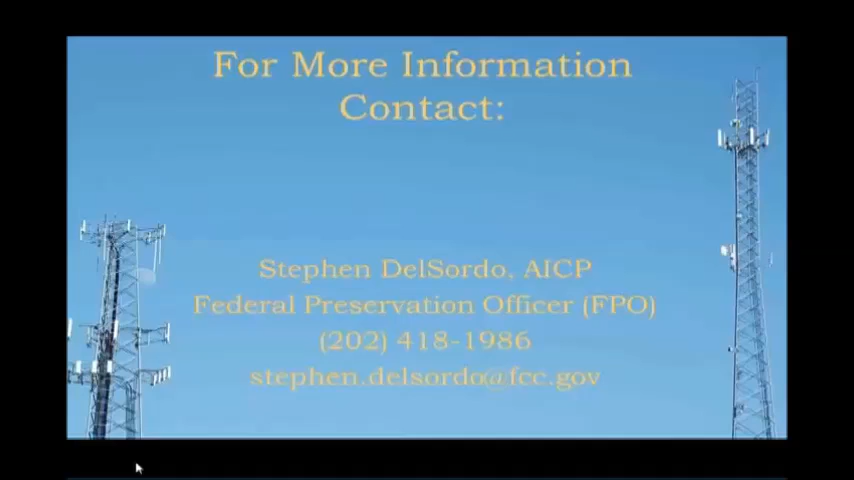 For More Information
Contact:
Stephen DelSordo, AICP
Federal Preservation Officer (FPO)
(202) 418-1986
stephen.delsordo@fcc.gov